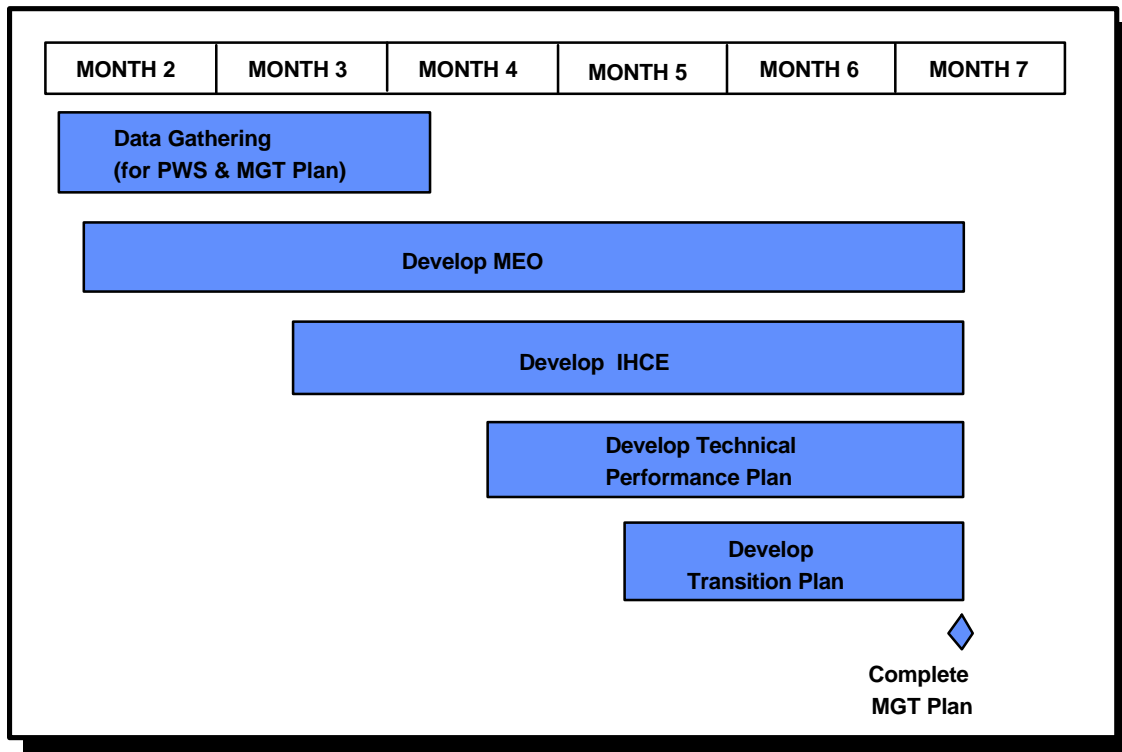 MONTH 2 MONTH 3 MONTH 4 MONTH 5 MONTH 6 MONTH 7
Data Gathering
(for PWS & MGT Plan)
Develop MEO
Develop IHCE
Develop Technical
Performance Plan
Develop
Transition Plan
Complete
MGT Plan